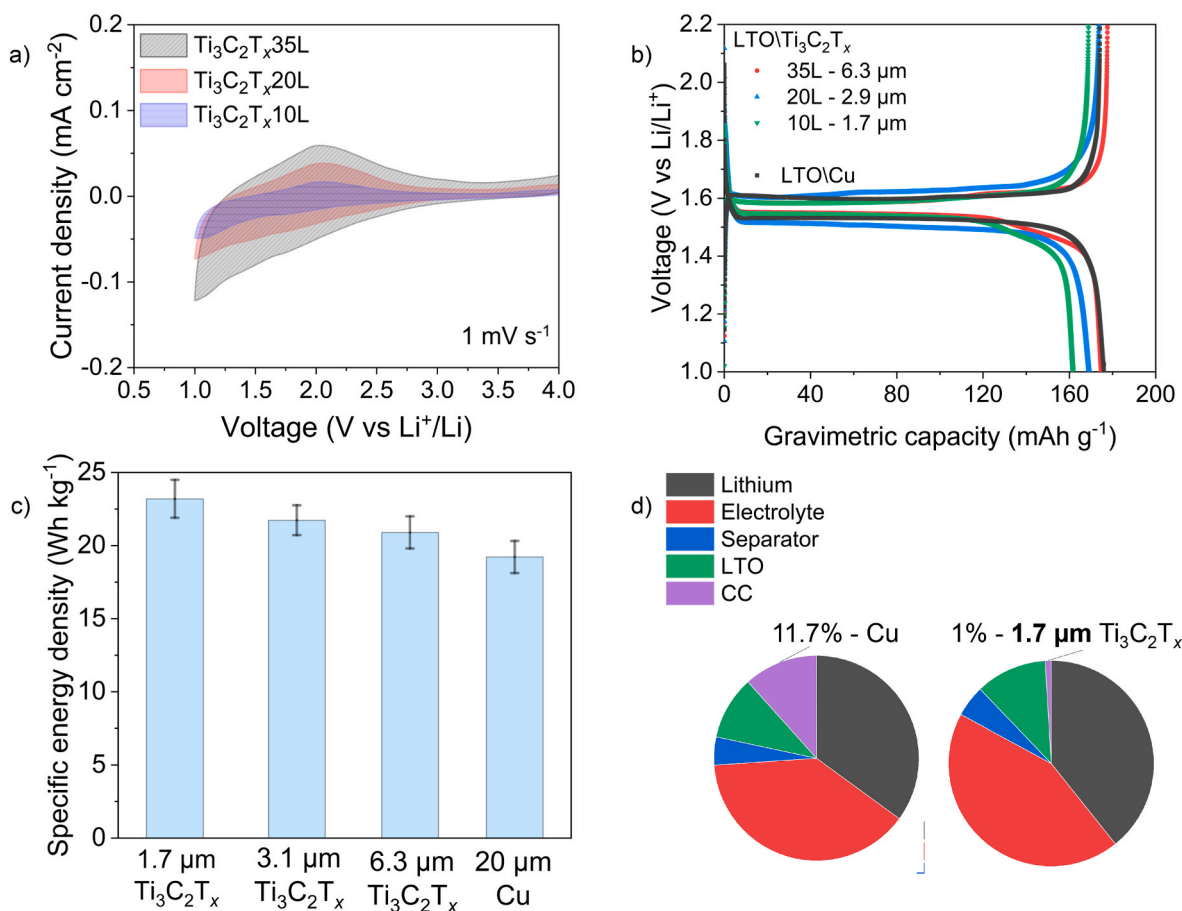 a)
Current density (mA cm⁻²)
0.2
0.1
0.0
-0.1
-0.2
Ti₃C₂Tₓ35L
Ti₃C₂Tₓ20L
Ti₃C₂Tₓ10L
1 mV s⁻¹
0.5 1.0 1.5 2.0 2.5 3.0 3.5 4.0
Voltage (V vs Li⁺/Li)
b)
Voltage (V vs Li/Li⁺)
2.2
2.0
1.8
1.6
1.4
1.2
1.0
LTO\Ti₃C₂Tₓ
35L - 6.3 µm
20L - 2.9 µm
10L - 1.7 µm
LTO\Cu
0 40 80 120 160 200
Gravimetric capacity (mAh g⁻¹)
c)
Specific energy density (Wh kg⁻¹)
25
20
15
10
5
0
1.7 µm 3.1 µm 6.3 µm 20 µm
Ti₃C₂Tₓ Ti₃C₂Tₓ Ti₃C₂Tₓ Cu
d)
Lithium
Electrolyte
Separator
LTO
CC
11.7% - Cu
1% - 1.7 µm Ti₃C₂Tₓ